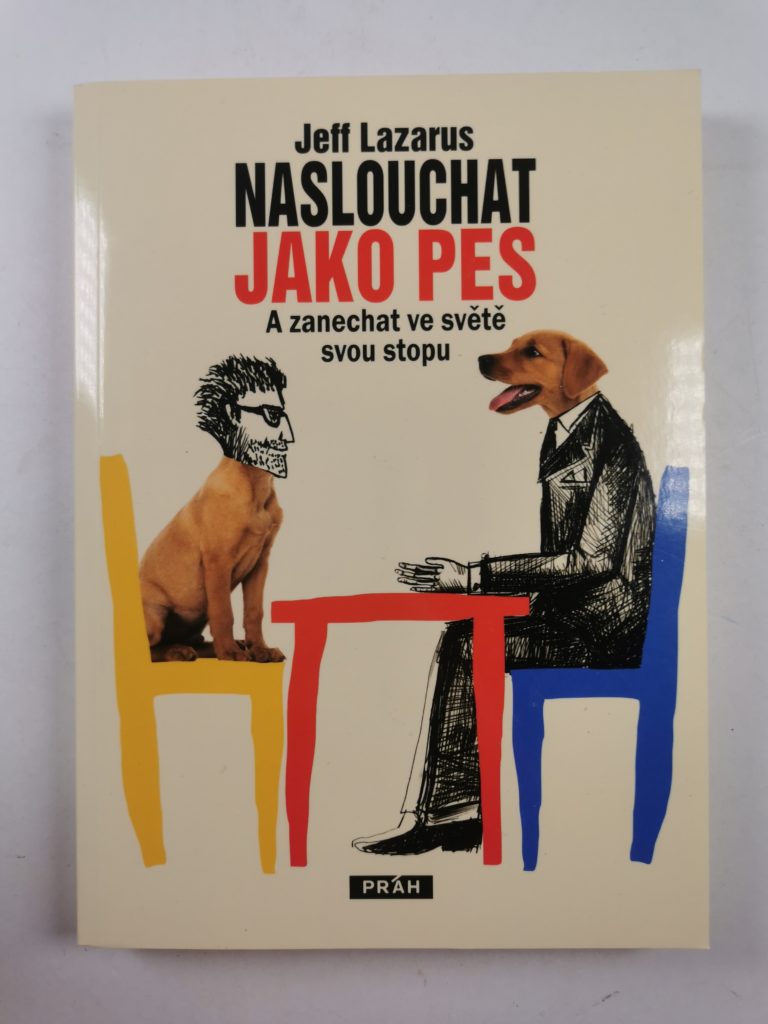 Jeff Lazarus
NASLOUCHAT
JAKO PES
A zanechat ve světě
svou stopu
PRÁH